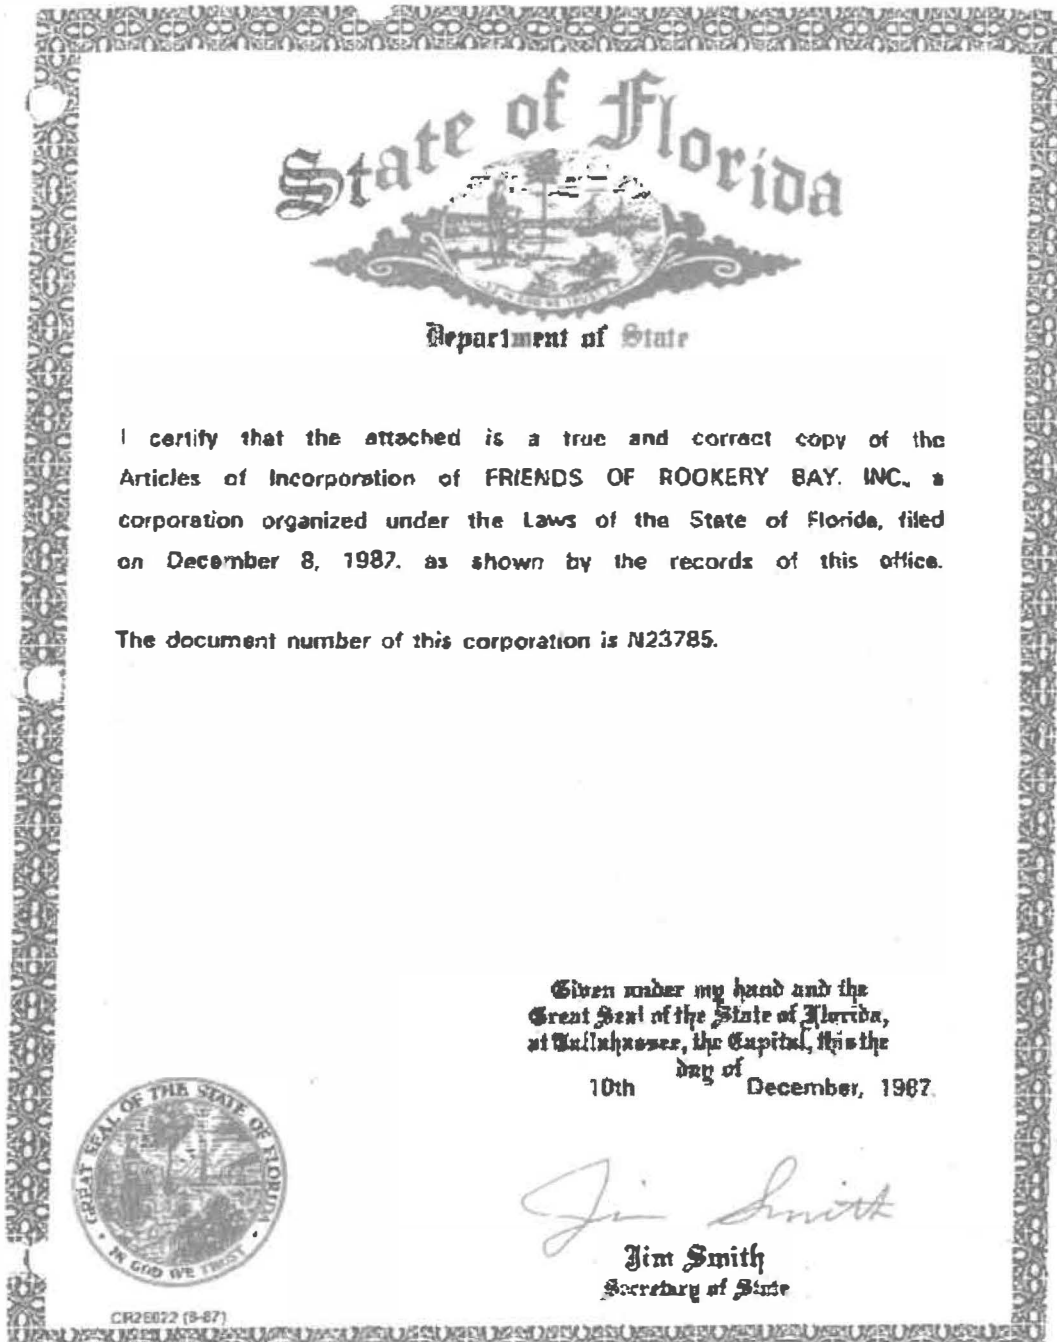 State of Florida
IN GOD WE TRUST
Department of State
I certify that the attached is a true and correct copy of the
Articles of Incorporation of FRIENDS OF ROOKERY BAY, INC., a
corporation organized under the Laws of the State of Florida, filed
on December 8, 1987, as shown by the records of this office.
The document number of this corporation is N23785.
Given under my hand and the
Great Seal of the State of Florida,
at Tallahassee, the Capital, this the
day of
10th December, 1987.
GREAT SEAL OF THE STATE OF FLORIDA
IN GOD WE TRUST
Jim Smith
Jim Smith
Secretary of State
CR2E022 (8-87)